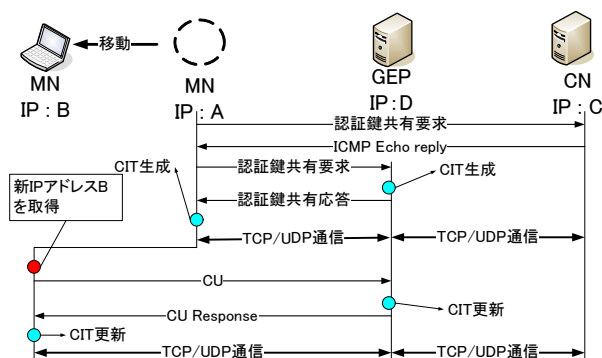 移動
MN
IP：B
MN
IP：A
GEP
IP：D
CN
IP：C
認証鍵共有要求
ICMP Echo reply
認証鍵共有要求
CIT生成
CIT生成
認証鍵共有応答
新IPアドレスB
を取得
TCP/UDP通信
TCP/UDP通信
CU
CIT更新
CU Response
CIT更新
TCP/UDP通信
TCP/UDP通信